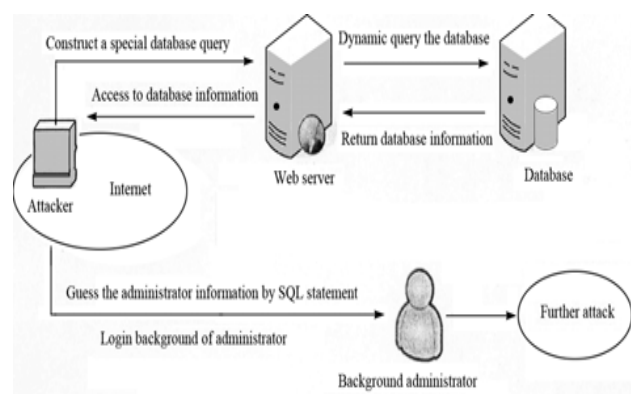 Construct a special database query
Dynamic query the database
Access to database information
Return database information
Web server
Database
Internet
Attacker
Guess the administrator information by SQL statement
Login background of administrator
Further attack
Background administrator